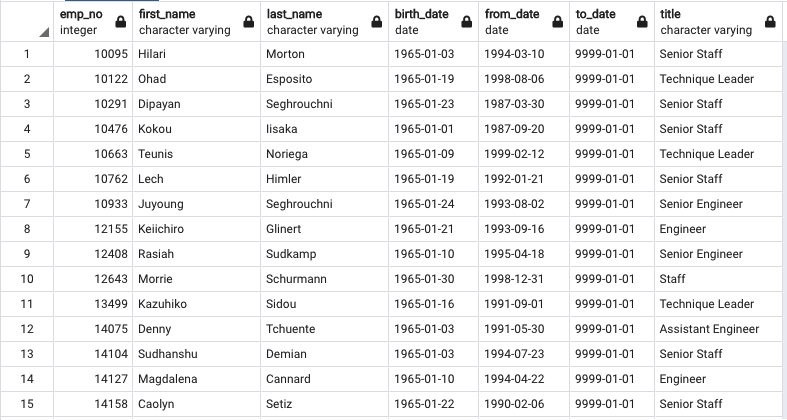 emp_no first_name last_name birth_date from_date to_date title
integer character varying character varying date date date character varying
1 10095 Hilari Morton 1965-01-03 1994-03-10 9999-01-01 Senior Staff
2 10122 Ohad Esposito 1965-01-19 1998-08-06 9999-01-01 Technique Leader
3 10291 Dipayan Seghrouchni 1965-01-23 1987-03-30 9999-01-01 Senior Staff
4 10476 Kokou Iisaka 1965-01-01 1987-09-20 9999-01-01 Senior Staff
5 10663 Teunis Noriega 1965-01-09 1999-02-12 9999-01-01 Technique Leader
6 10762 Lech Himler 1965-01-19 1992-01-21 9999-01-01 Senior Staff
7 10933 Juyoung Seghrouchni 1965-01-24 1993-08-02 9999-01-01 Senior Engineer
8 12155 Keiichiro Glinert 1965-01-21 1993-09-16 9999-01-01 Engineer
9 12408 Rasiah Sudkamp 1965-01-10 1995-04-18 9999-01-01 Senior Engineer
10 12643 Morrie Schurmann 1965-01-30 1998-12-31 9999-01-01 Staff
11 13499 Kazuhiko Sidou 1965-01-16 1991-09-01 9999-01-01 Technique Leader
12 14075 Denny Tchuente 1965-01-03 1991-05-30 9999-01-01 Assistant Engineer
13 14104 Sudhanshu Demian 1965-01-03 1994-07-23 9999-01-01 Senior Staff
14 14127 Magdalena Cannard 1965-01-10 1994-04-22 9999-01-01 Engineer
15 14158 Caolyn Setiz 1965-01-22 1990-02-06 9999-01-01 Senior Staff